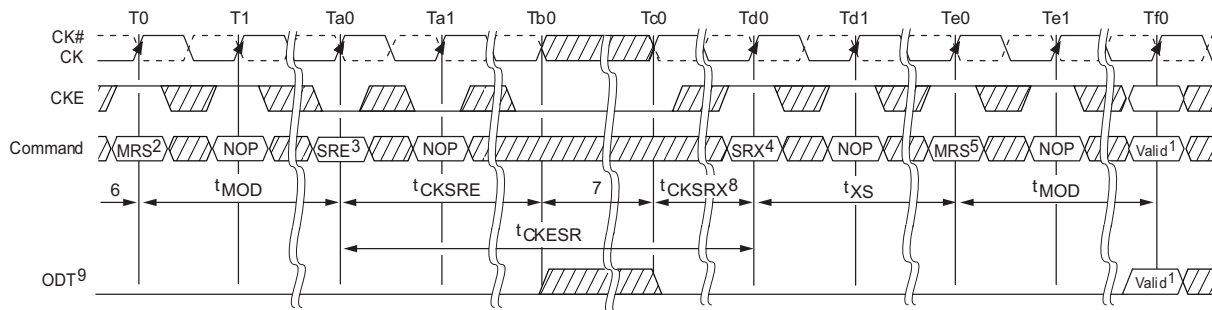 T0 T1 Ta0 Ta1 Tb0 Tc0 Td0 Td1 Te0 Te1 Tf0
CK#
CK
CKE
Command MRS2 NOP SRE3 NOP SRX4 NOP MRS5 NOP Valid1
6 tMOD tCKSRE 7 tCKSRX8 tXS tMOD
tCKESR
ODT9 Valid1